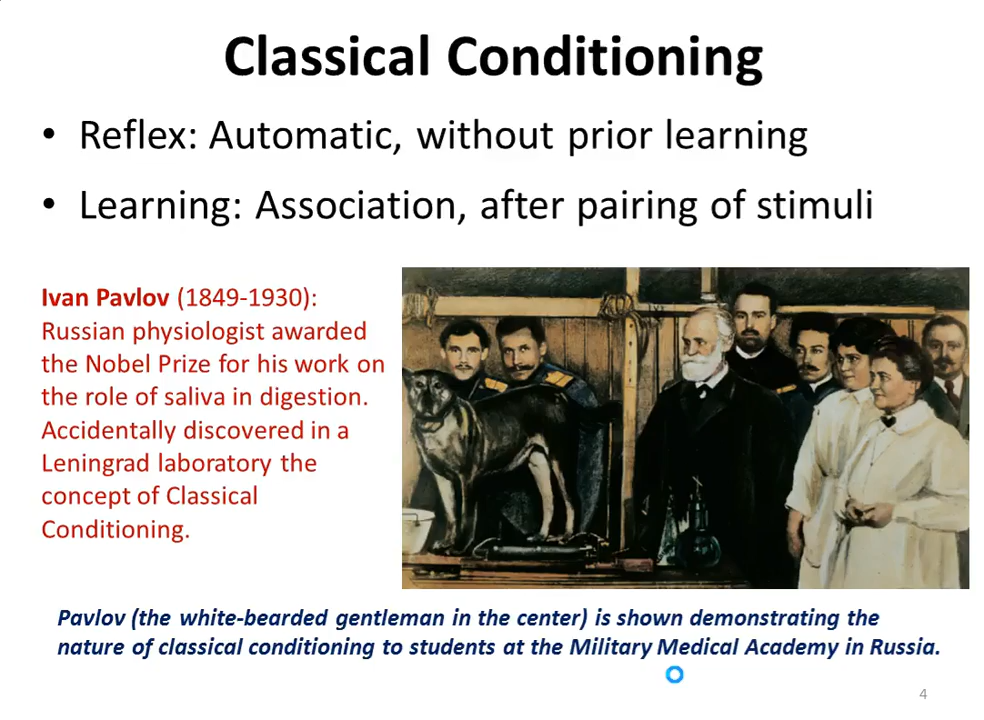 Classical Conditioning
• Reflex: Automatic, without prior learning
• Learning: Association, after pairing of stimuli
Ivan Pavlov (1849-1930):
Russian physiologist awarded
the Nobel Prize for his work on
the role of saliva in digestion.
Accidentally discovered in a
Leningrad laboratory the
concept of Classical
Conditioning.
Pavlov (the white-bearded gentleman in the center) is shown demonstrating the
nature of classical conditioning to students at the Military Medical Academy in Russia.
4